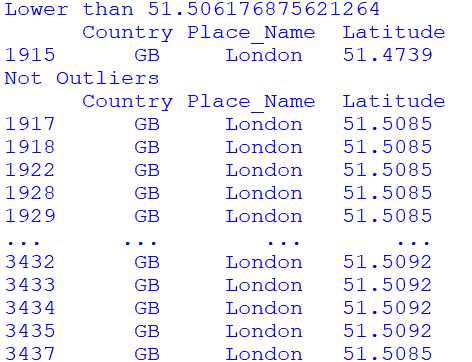 Lower than 51.506176875621264
Country Place_Name Latitude
1915 GB London 51.4739
Not Outliers
Country Place_Name Latitude
1917 GB London 51.5085
1918 GB London 51.5085
1922 GB London 51.5085
1928 GB London 51.5085
1929 GB London 51.5085
... ... ... ...
3432 GB London 51.5092
3433 GB London 51.5092
3434 GB London 51.5092
3435 GB London 51.5092
3437 GB London 51.5085